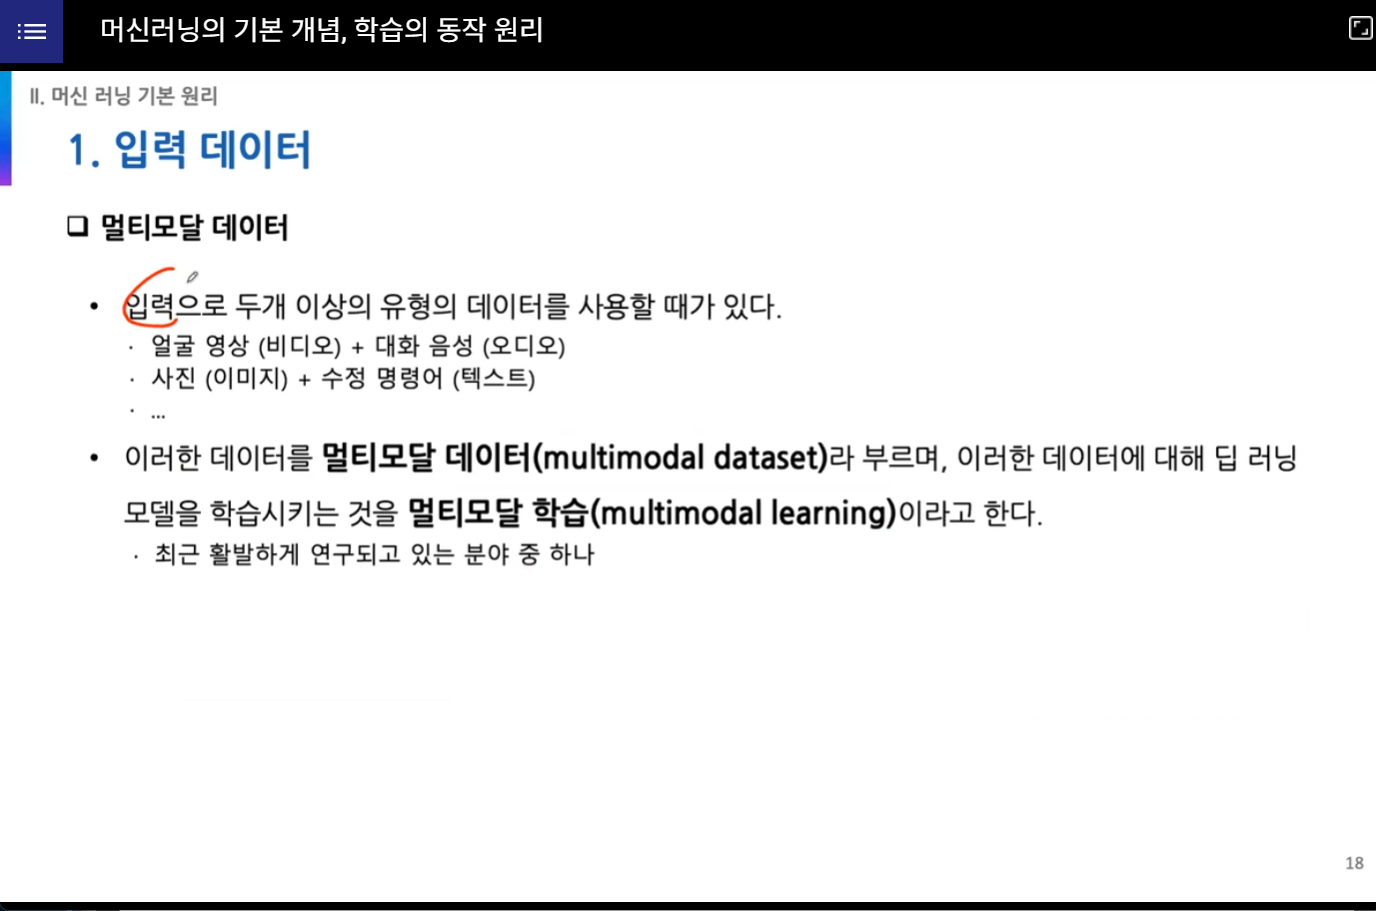 머신러닝의 기본 개념, 학습의 동작 원리
Ⅱ. 머신 러닝 기본 원리
1. 입력 데이터
❑ 멀티모달 데이터
• 입력으로 두개 이상의 유형의 데이터를 사용할 때가 있다.
· 얼굴 영상 (비디오) + 대화 음성 (오디오)
· 사진 (이미지) + 수정 명령어 (텍스트)
· ...
• 이러한 데이터를 멀티모달 데이터(multimodal dataset)라 부르며, 이러한 데이터에 대해 딥 러닝
모델을 학습시키는 것을 멀티모달 학습(multimodal learning)이라고 한다.
· 최근 활발하게 연구되고 있는 분야 중 하나
18